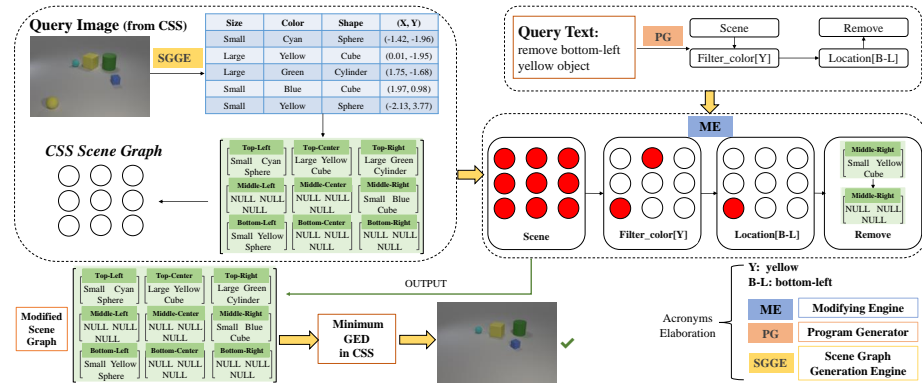 Query Image (from CSS)
SGGE
Size Color Shape (X, Y)
Small Cyan Sphere (-1.42, -1.96)
Large Yellow Cube (0.01, -1.95)
Large Green Cylinder (1.75, -1.68)
Small Blue Cube (1.97, 0.98)
Small Yellow Sphere (-2.13, 3.77)
CSS Scene Graph
Top-Left Top-Center Top-Right
Small Cyan Large Yellow Large Green
Sphere Cube Cylinder
Middle-Left Middle-Center Middle-Right
NULL NULL NULL NULL Small Blue
NULL NULL Cube
Bottom-Left Bottom-Center Bottom-Right
Small Yellow NULL NULL NULL NULL
Sphere NULL NULL
Query Text:
remove bottom-left
yellow object
PG
Scene Remove
Filter_color[Y] Location[B-L]
ME
Middle-Right
Small Yellow
Cube
Middle-Right
NULL NULL
NULL
Scene Filter_color[Y] Location[B-L] Remove
OUTPUT
Modified
Scene
Graph
Top-Left Top-Center Top-Right
Small Cyan Large Yellow Large Green
Sphere Cube Cylinder
Middle-Left Middle-Center Middle-Right
NULL NULL NULL NULL Small Blue
NULL NULL Cube
Bottom-Left Bottom-Center Bottom-Right
Small Yellow NULL NULL NULL NULL
Sphere NULL NULL
Minimum
GED
in CSS
Y: yellow
B-L: bottom-left
Acronyms
Elaboration
ME Modifying Engine
PG Program Generator
SGGE Scene Graph
Generation Engine